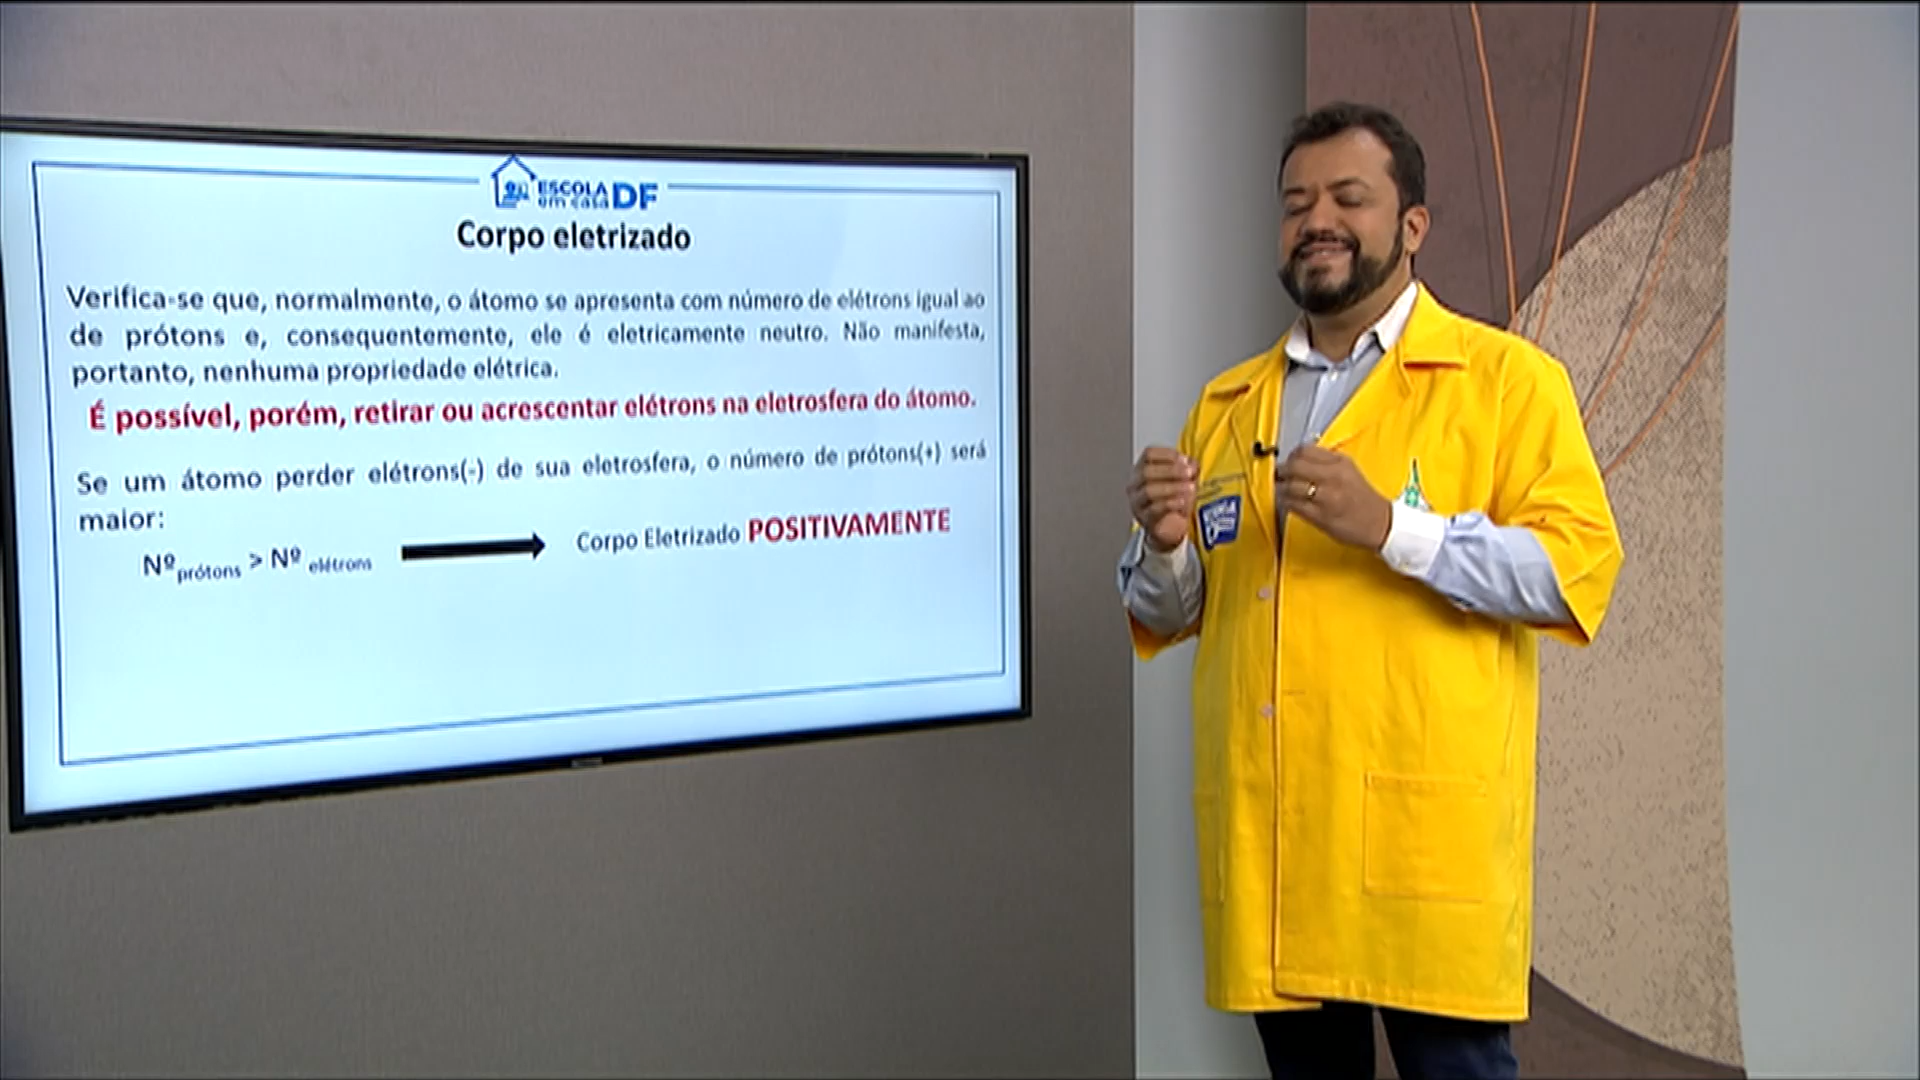 ESCOLA
em casa DF
Corpo eletrizado
Verifica-se que, normalmente, o átomo se apresenta com número de elétrons igual ao
de prótons e, consequentemente, ele é eletricamente neutro. Não manifesta,
portanto, nenhuma propriedade elétrica.
É possível, porém, retirar ou acrescentar elétrons na eletrosfera do átomo.
Se um átomo perder elétrons(-) de sua eletrosfera, o número de prótons(+) será
maior:
Nº prótons > Nº elétrons
Corpo Eletrizado POSITIVAMENTE